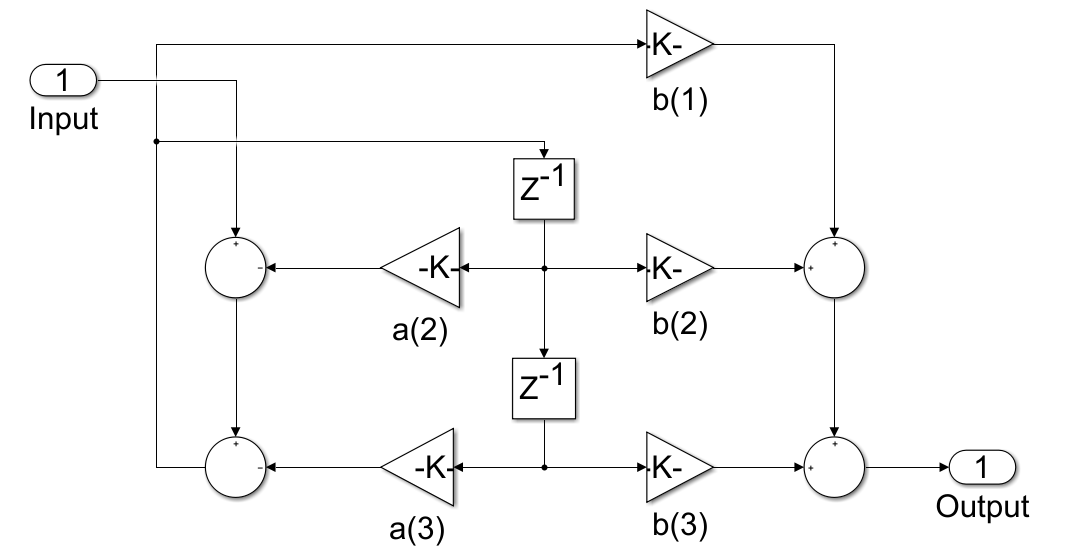 -K-
b(1)
1
Input
Z-1
+
-
-K-
a(2)
-K-
b(2)
+
+
Z-1
+
-
-K-
a(3)
-K-
b(3)
+
+
1
Output